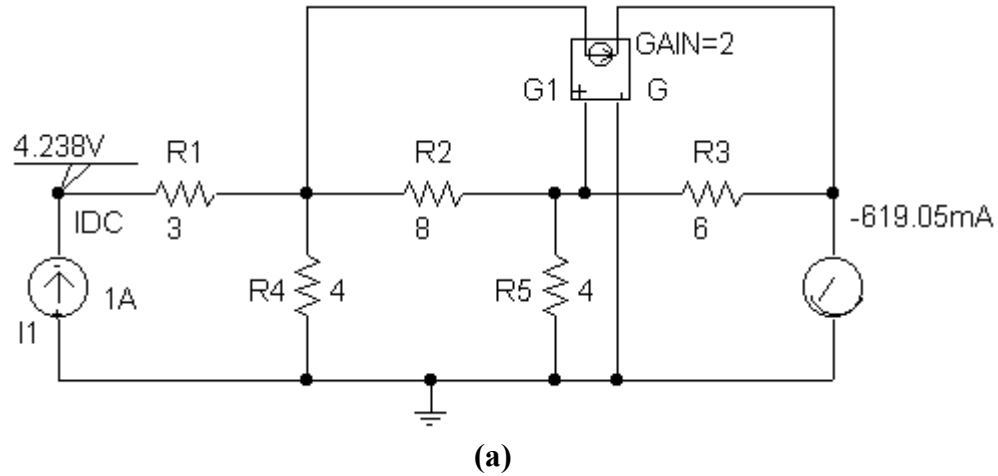 GAIN=2
G1 + - G
4.238V
R1
R2
R3
IDC
3
8
6
-619.05mA
-
R4 4
R5 4
1A
I1 +
(a)